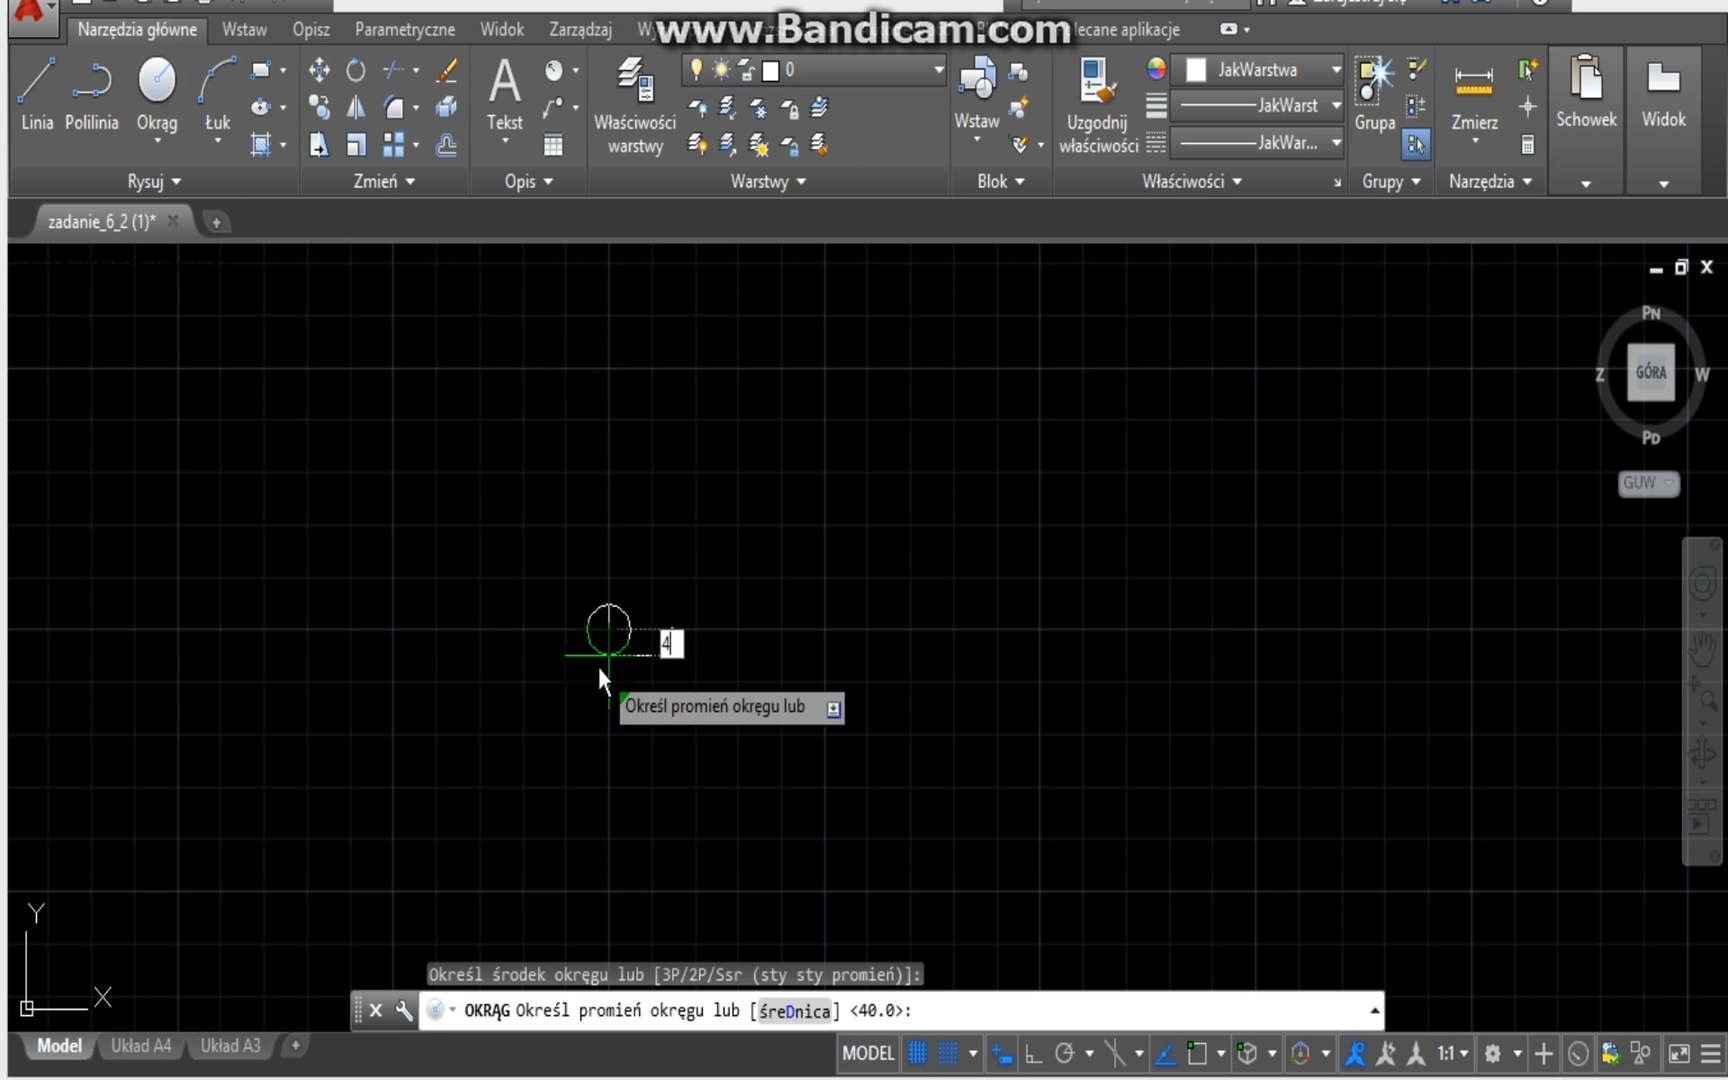 www.Bandicam.com
Narzędzia główne Wstaw Opisz Parametryczne Widok Zarządzaj lecane aplikacje
0
JakWarstwa
JakWarst
JakWar...
Linia Polilinia Okrąg Łuk
Tekst
Właściwości
warstwy
Wstaw
Uzgodnij
właściwości
Grupa
Zmierz
Schowek
Widok
Rysuj Zmień Opis Warstwy Blok Właściwości Grupy Narzędzia
zadanie_6_2 (1)*
PN
Z GÓRA W
PD
GUW
4
Określ promień okręgu lub
Y
X
Określ środek okręgu lub [3P/2P/Ssr (sty sty promień)]:
OKRĄG Określ promień okręgu lub [śreDnica] <40.0>:
Model Układ A4 Układ A3 +
MODEL 1:1